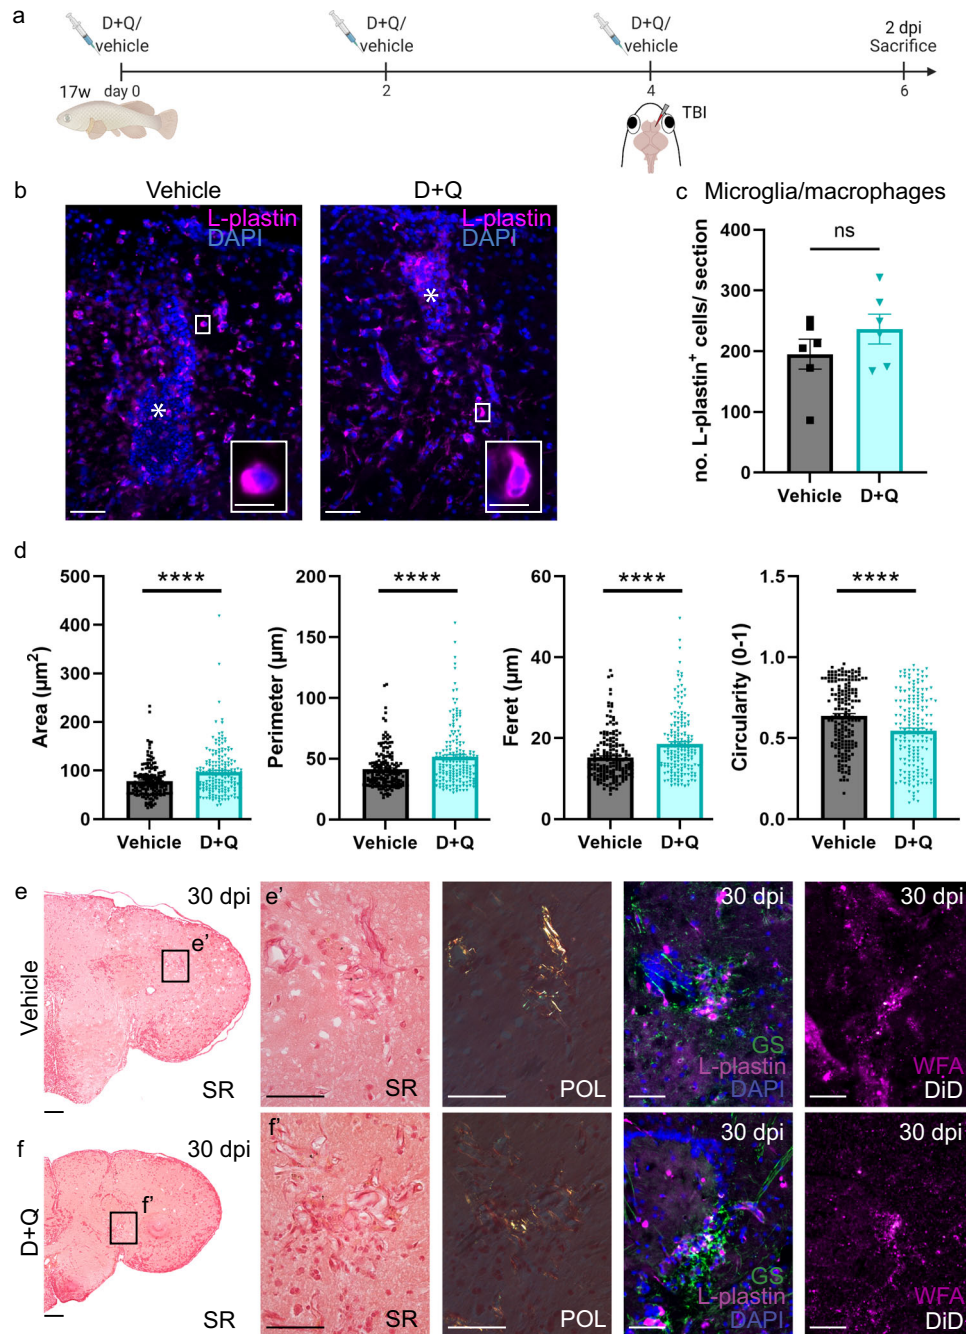 a
D+Q/
vehicle
D+Q/
vehicle
D+Q/
vehicle
2 dpi
Sacrifice
17w
day 0
2
4
6
TBI
b
Vehicle
D+Q
L-plastin
DAPI
*
L-plastin
DAPI
*
c
Microglia/macrophages
no. L-plastin+ cells/ section
400
300
200
100
0
ns
Vehicle
D+Q
d
Area (µm2)
500
400
300
200
100
0
****
Vehicle
D+Q
Perimeter (µm)
200
150
100
50
0
****
Vehicle
D+Q
Feret (µm)
60
40
20
0
****
Vehicle
D+Q
Circularity (0-1)
1.5
1.0
0.5
0.0
****
Vehicle
D+Q
e
Vehicle
30 dpi
e'
SR
e'
SR
POL
30 dpi
GS
L-plastin
DAPI
30 dpi
WFA
DiD
f
D+Q
30 dpi
f'
SR
f'
SR
POL
30 dpi
GS
L-plastin
DAPI
30 dpi
WFA
DiD